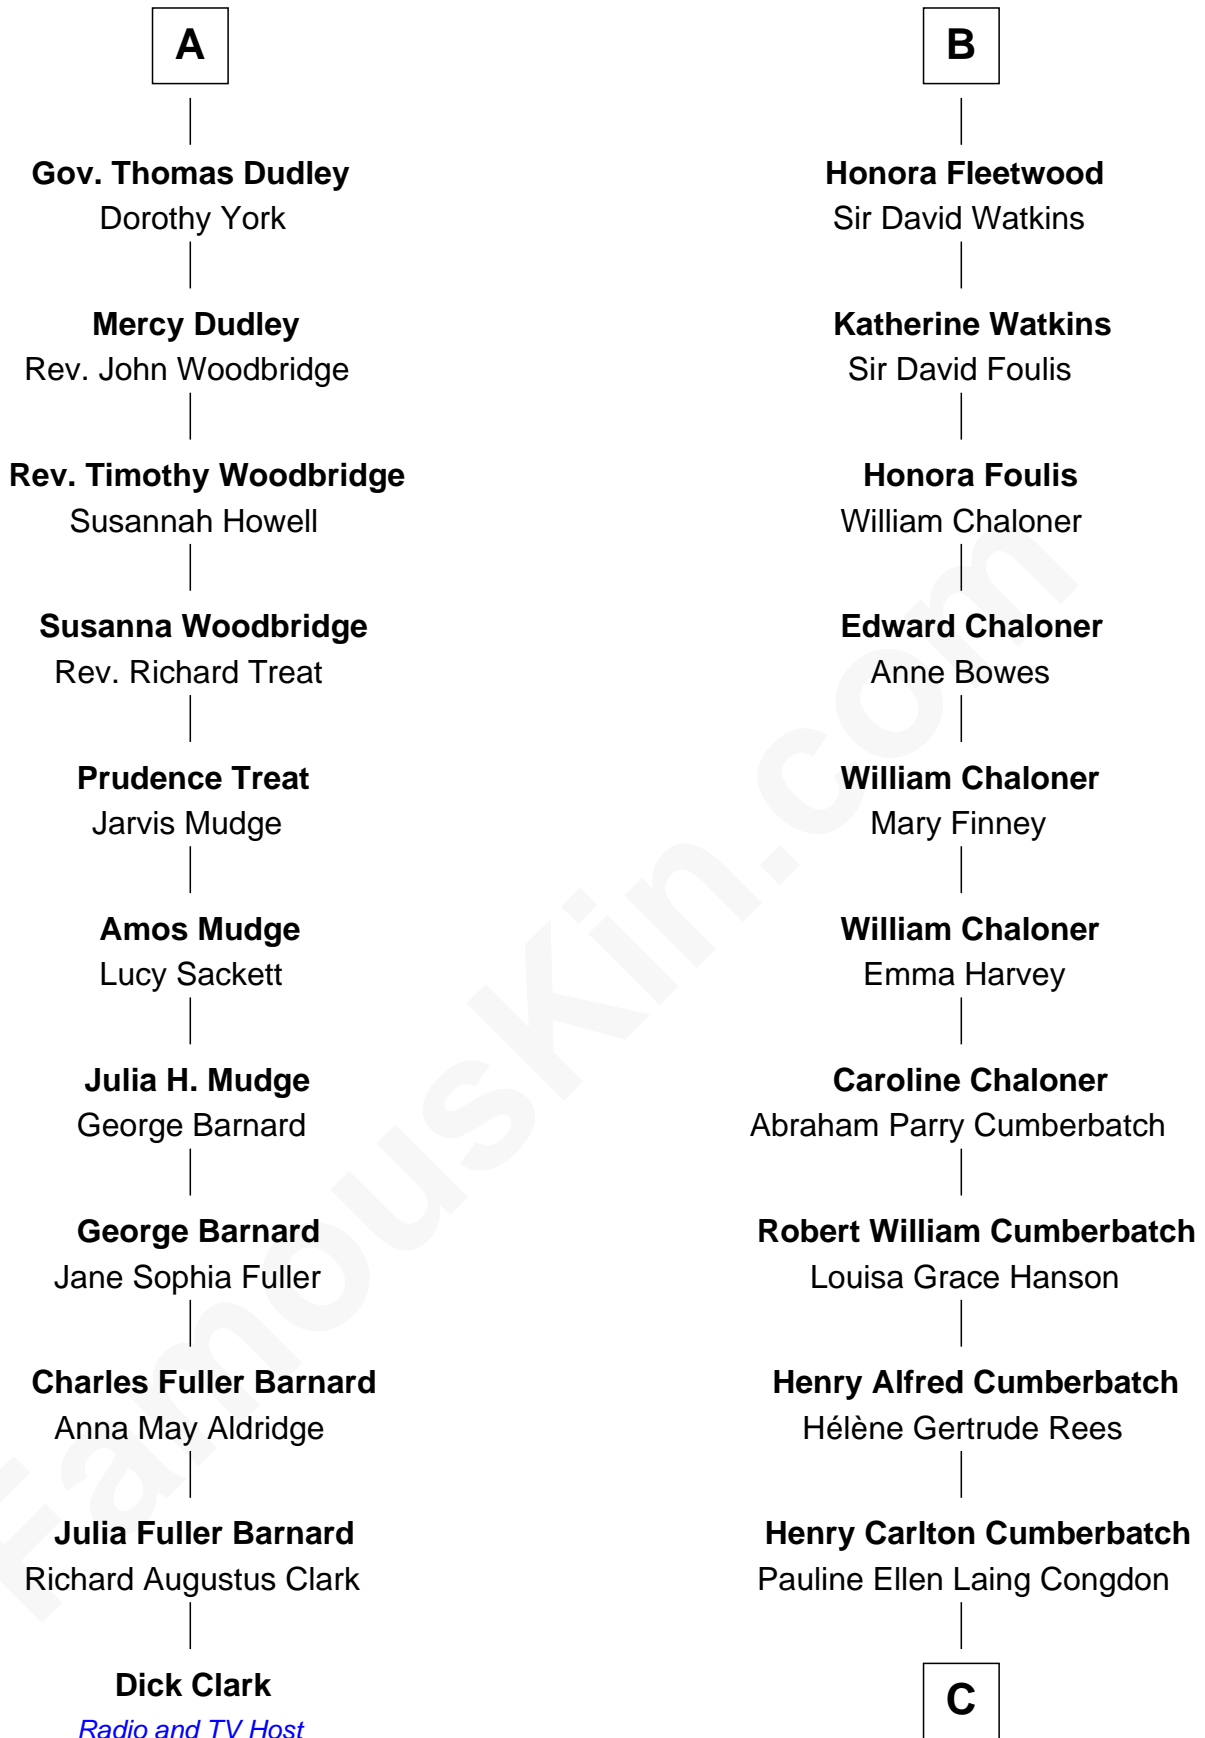 A
Gov. Thomas Dudley
Dorothy York
Mercy Dudley
Rev. John Woodbridge
Rev. Timothy Woodbridge
Susannah Howell
Susanna Woodbridge
Rev. Richard Treat
Prudence Treat
Jarvis Mudge
Amos Mudge
Lucy Sackett
Julia H. Mudge
George Barnard
George Barnard
Jane Sophia Fuller
Charles Fuller Barnard
Anna May Aldridge
Julia Fuller Barnard
Richard Augustus Clark
Dick Clark
Radio and TV Host
B
Honora Fleetwood
Sir David Watkins
Katherine Watkins
Sir David Foulis
Honora Foulis
William Chaloner
Edward Chaloner
Anne Bowes
William Chaloner
Mary Finney
William Chaloner
Emma Harvey
Caroline Chaloner
Abraham Parry Cumberbatch
Robert William Cumberbatch
Louisa Grace Hanson
Henry Alfred Cumberbatch
Hélène Gertrude Rees
Henry Carlton Cumberbatch
Pauline Ellen Laing Congdon
C
FamousKin.com